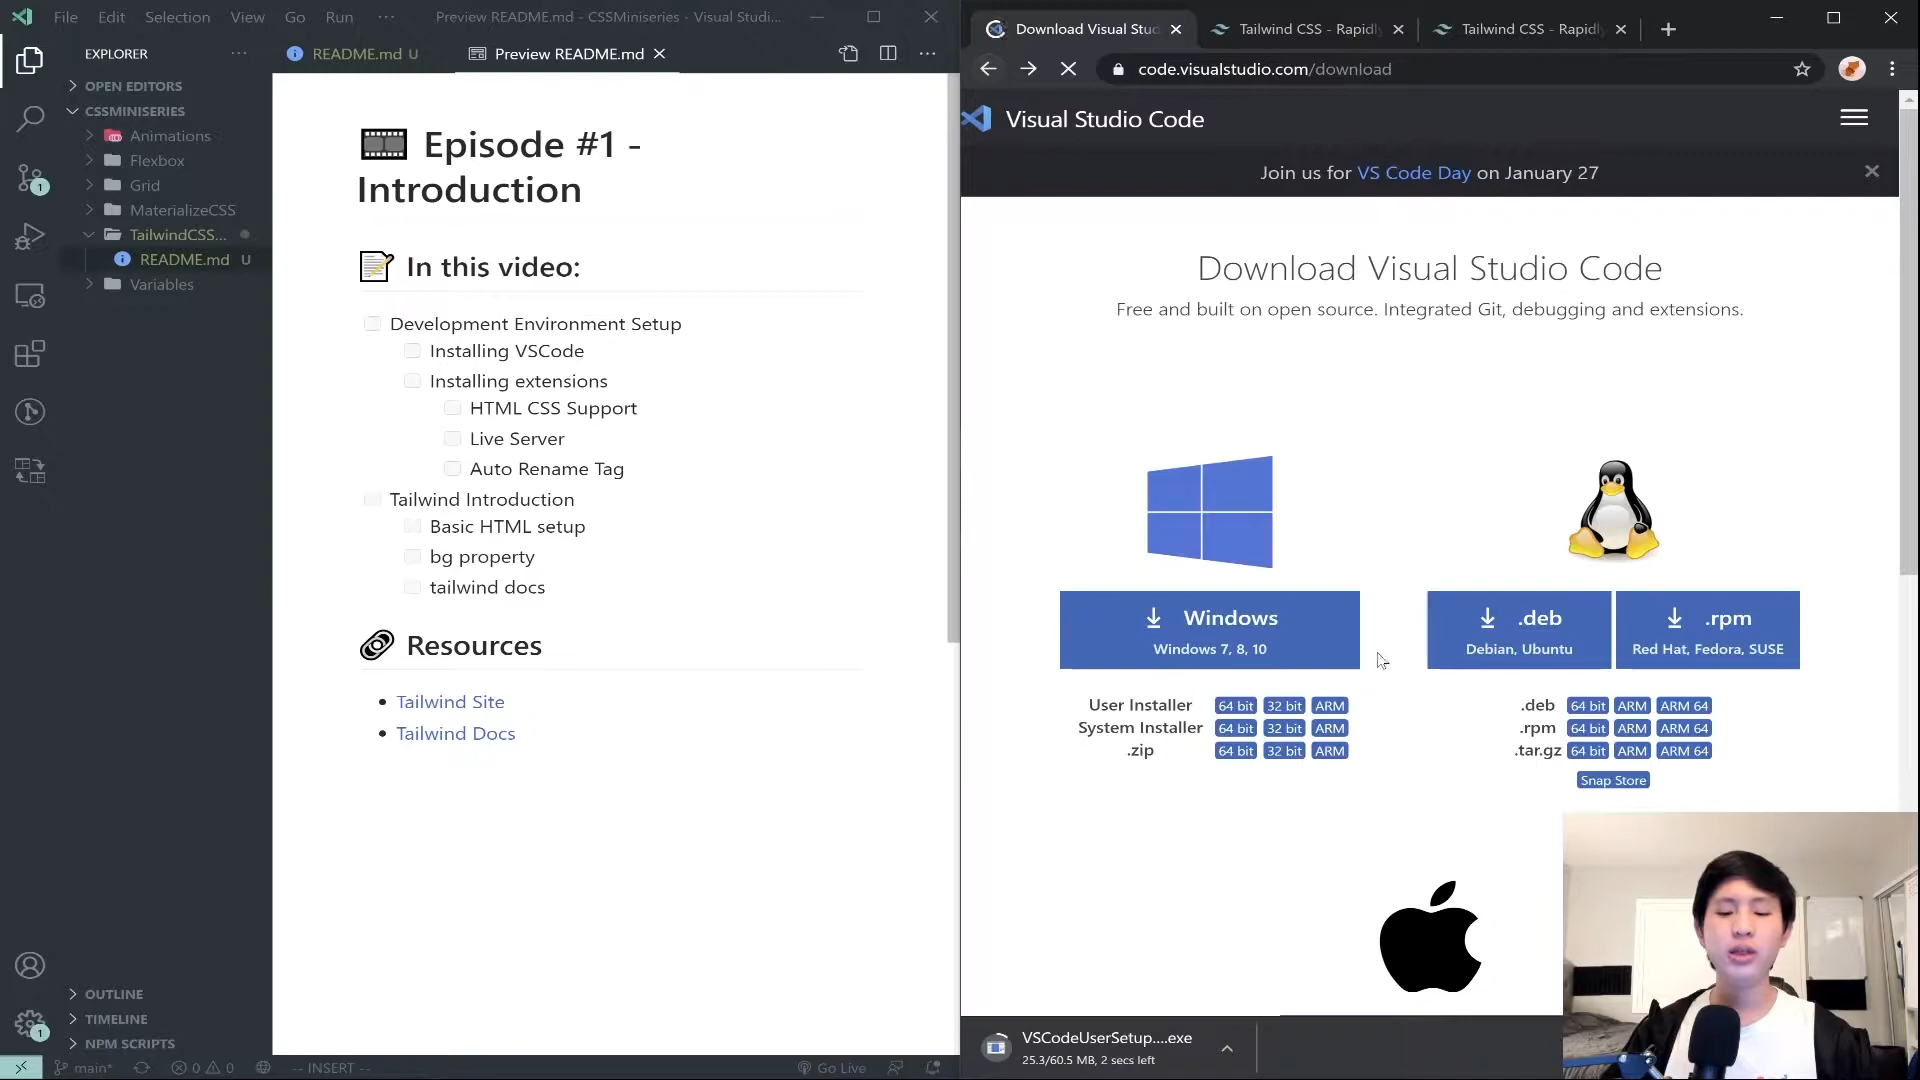 File Edit Selection View Go Run ··· Preview README.md - CSSMiniseries - Visual Studi...
EXPLORER ···
README.md U
Preview README.md
OPEN EDITORS
CSSMINISERIES
Animations
Flexbox
Grid
MaterializeCSS
TailwindCSS...
README.md U
Variables
1
OUTLINE
TIMELINE
NPM SCRIPTS
1
main*
0 0
-- INSERT --
Go Live
Episode #1 -
Introduction
In this video:
Development Environment Setup
Installing VSCode
Installing extensions
HTML CSS Support
Live Server
Auto Rename Tag
Tailwind Introduction
Basic HTML setup
bg property
tailwind docs
Resources
• Tailwind Site
• Tailwind Docs
Download Visual Stud
Tailwind CSS - Rapidl
Tailwind CSS - Rapidl
code.visualstudio.com/download
Visual Studio Code
Join us for VS Code Day on January 27
Download Visual Studio Code
Free and built on open source. Integrated Git, debugging and extensions.
Windows
Windows 7, 8, 10
User Installer 64 bit 32 bit ARM
System Installer 64 bit 32 bit ARM
.zip 64 bit 32 bit ARM
.deb
Debian, Ubuntu
.rpm
Red Hat, Fedora, SUSE
.deb 64 bit ARM ARM 64
.rpm 64 bit ARM ARM 64
.tar.gz 64 bit ARM ARM 64
Snap Store
VSCodeUserSetup....exe
25.3/60.5 MB, 2 secs left